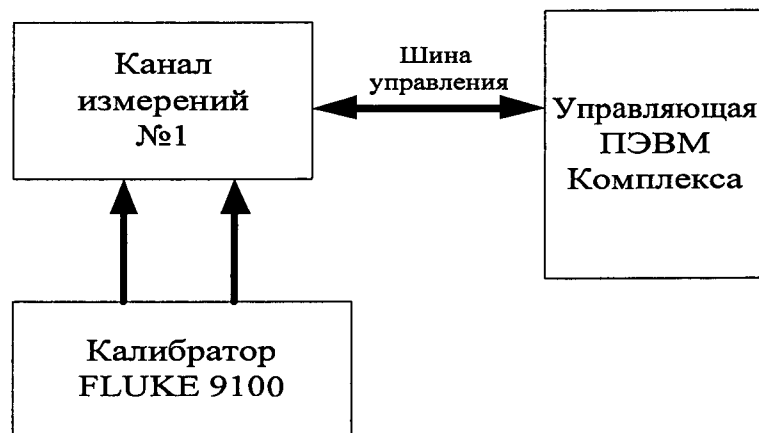 Канал
измерений
№1
Шина
управления
Управляющая
ПЭВМ
Комплекса
Калибратор
FLUKE 9100